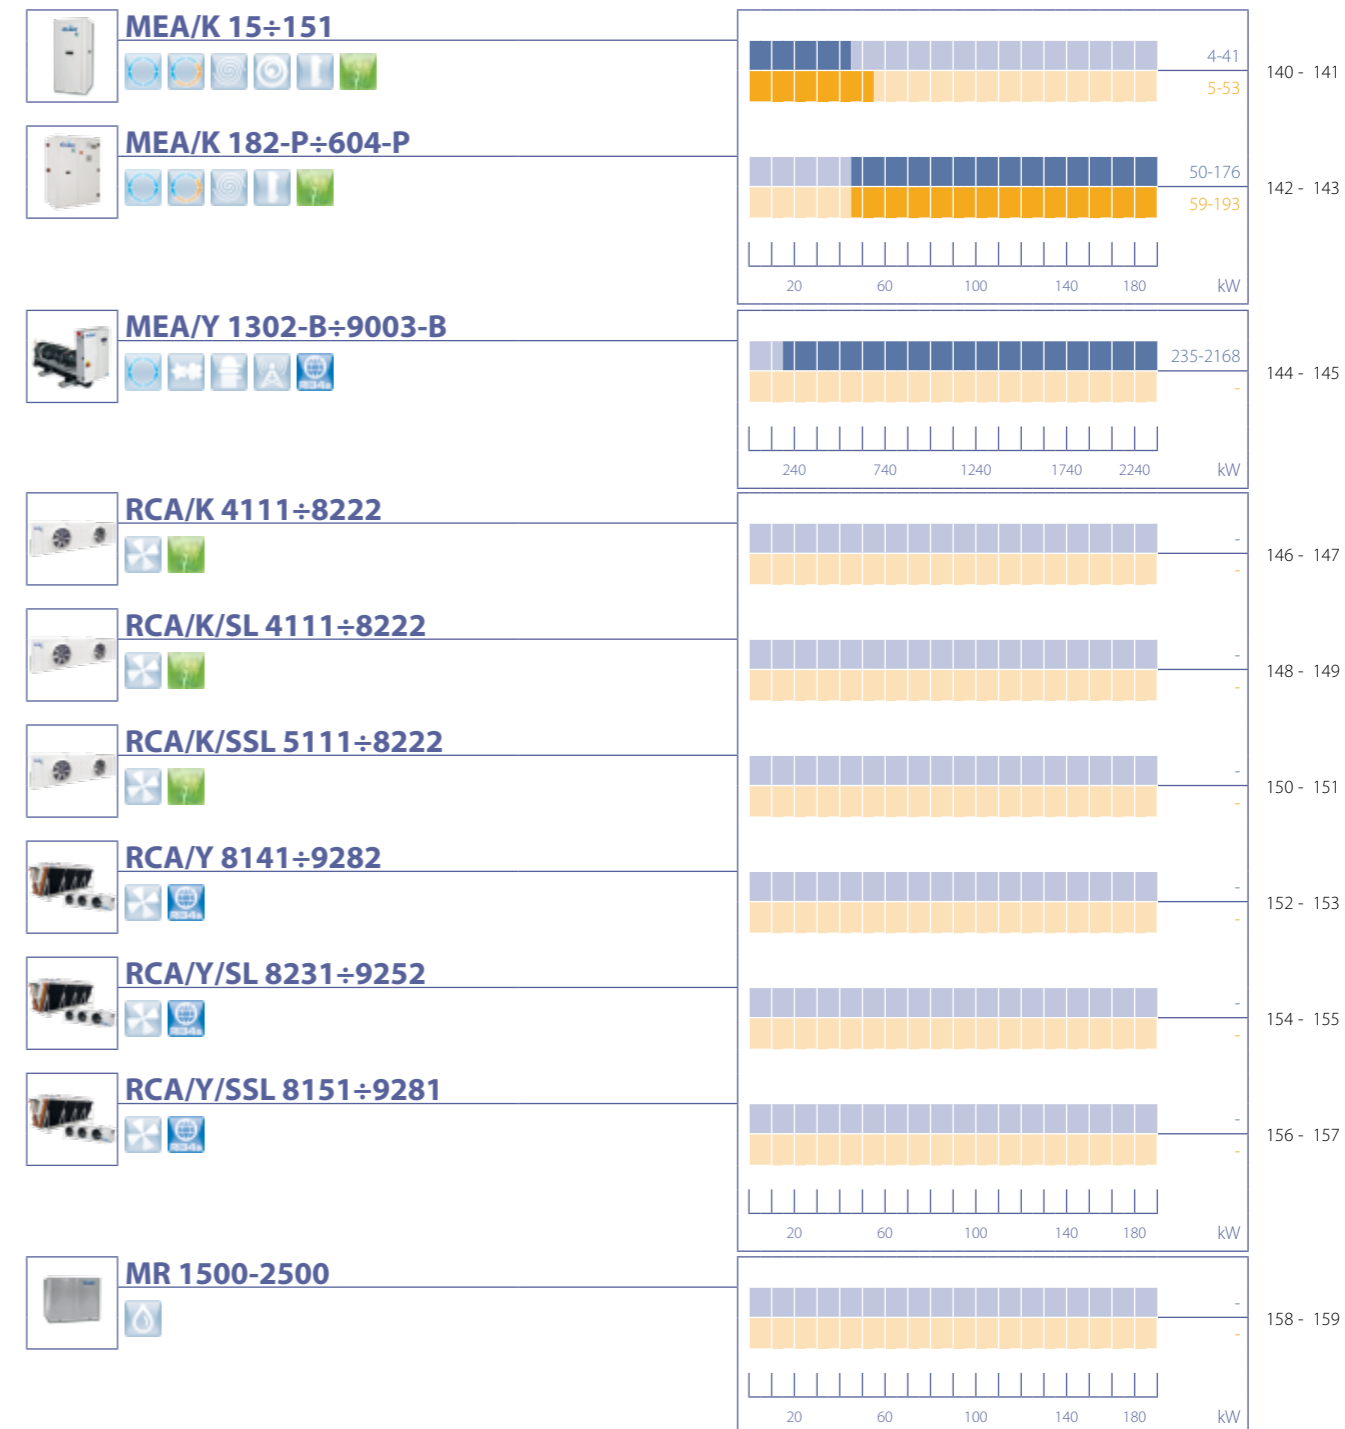 MEA/K 15÷151
4-41
5-53
140 - 141
MEA/K 182-P÷604-P
50-176
59-193
142 - 143
20 60 100 140 180 kW
MEA/Y 1302-B÷9003-B
R134a
235-2168
-
144 - 145
240 740 1240 1740 2240 kW
RCA/K 4111÷8222
-
-
146 - 147
RCA/K/SL 4111÷8222
-
-
148 - 149
RCA/K/SSL 5111÷8222
-
-
150 - 151
RCA/Y 8141÷9282
R134a
-
-
152 - 153
RCA/Y/SL 8231÷9252
R134a
-
-
154 - 155
RCA/Y/SSL 8151÷9281
R134a
-
-
156 - 157
20 60 100 140 180 kW
MR 1500-2500
-
-
158 - 159
20 60 100 140 180 kW